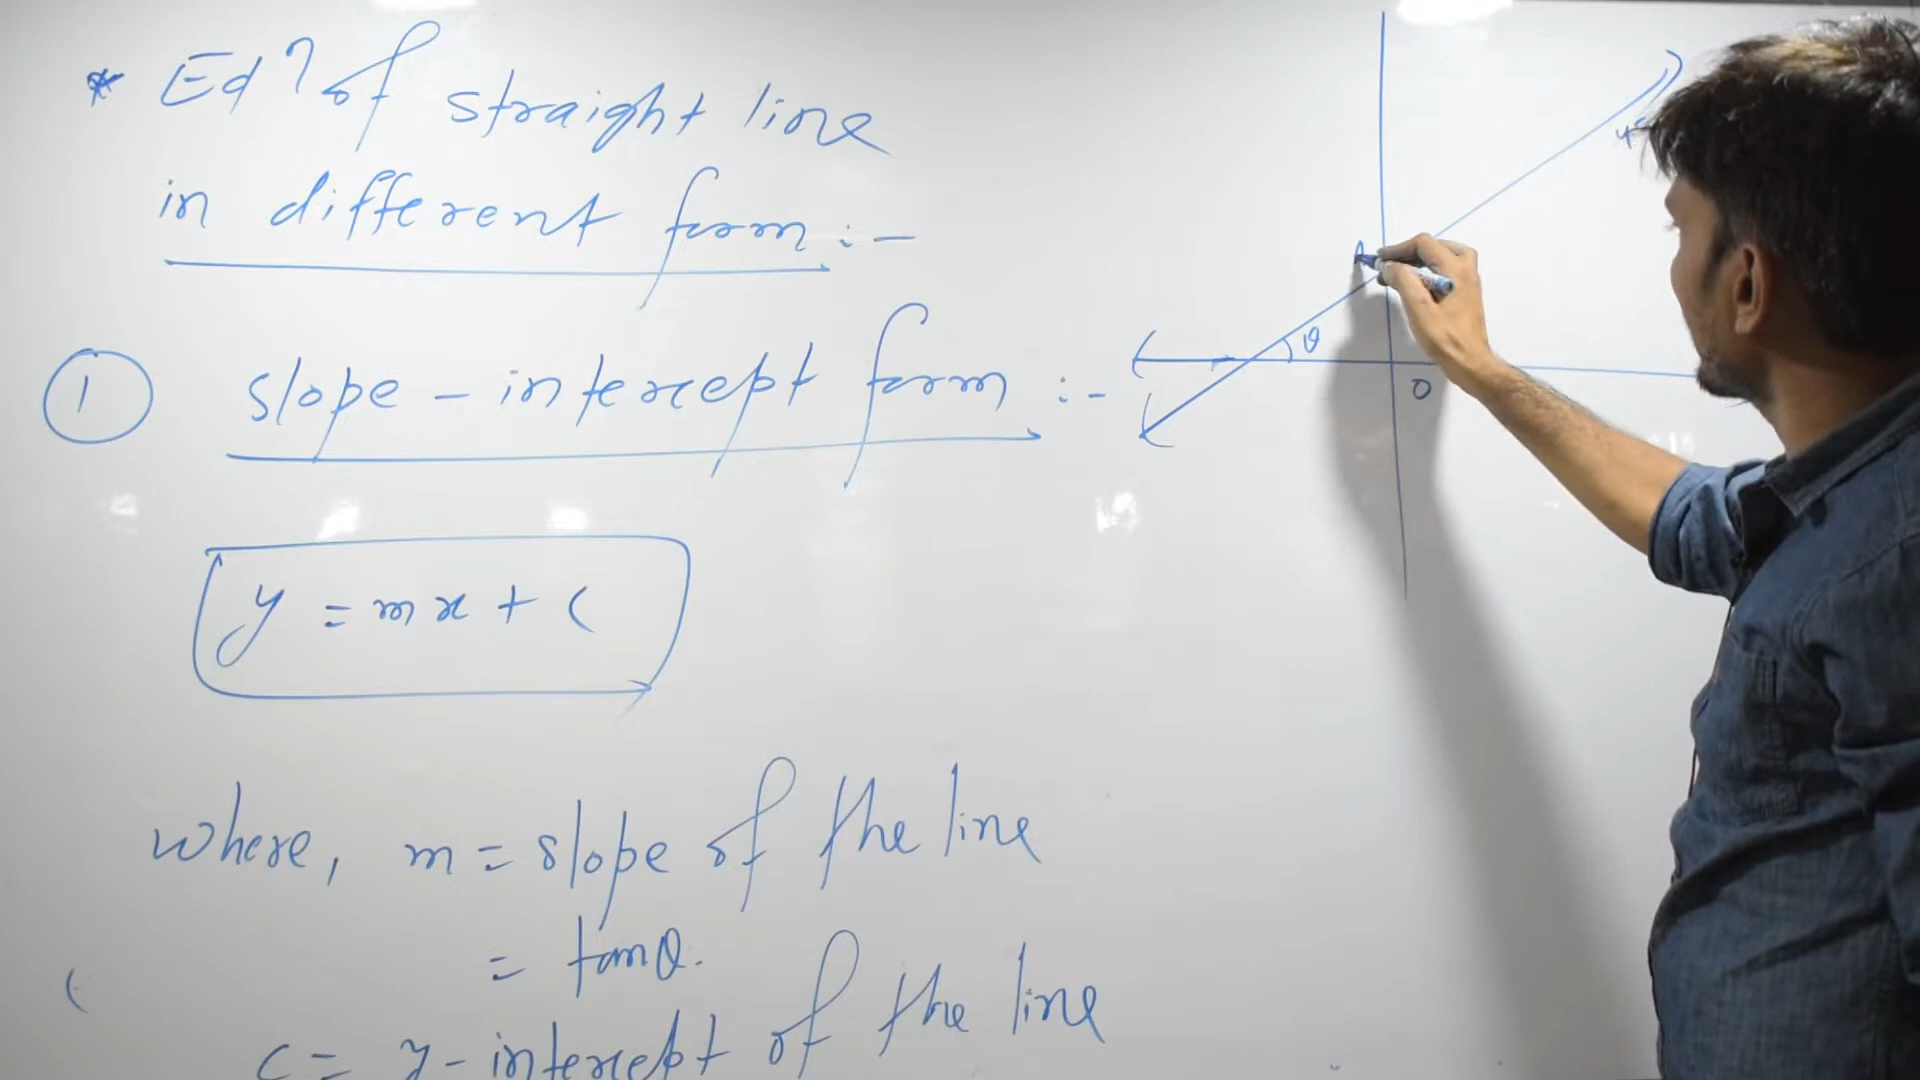 * Eqn of straight line
in different form :-
1 slope - intercept form :-
y = mx + c
where, m = slope of the line
= tanθ.
c = y - intercept of the line
A
θ
O